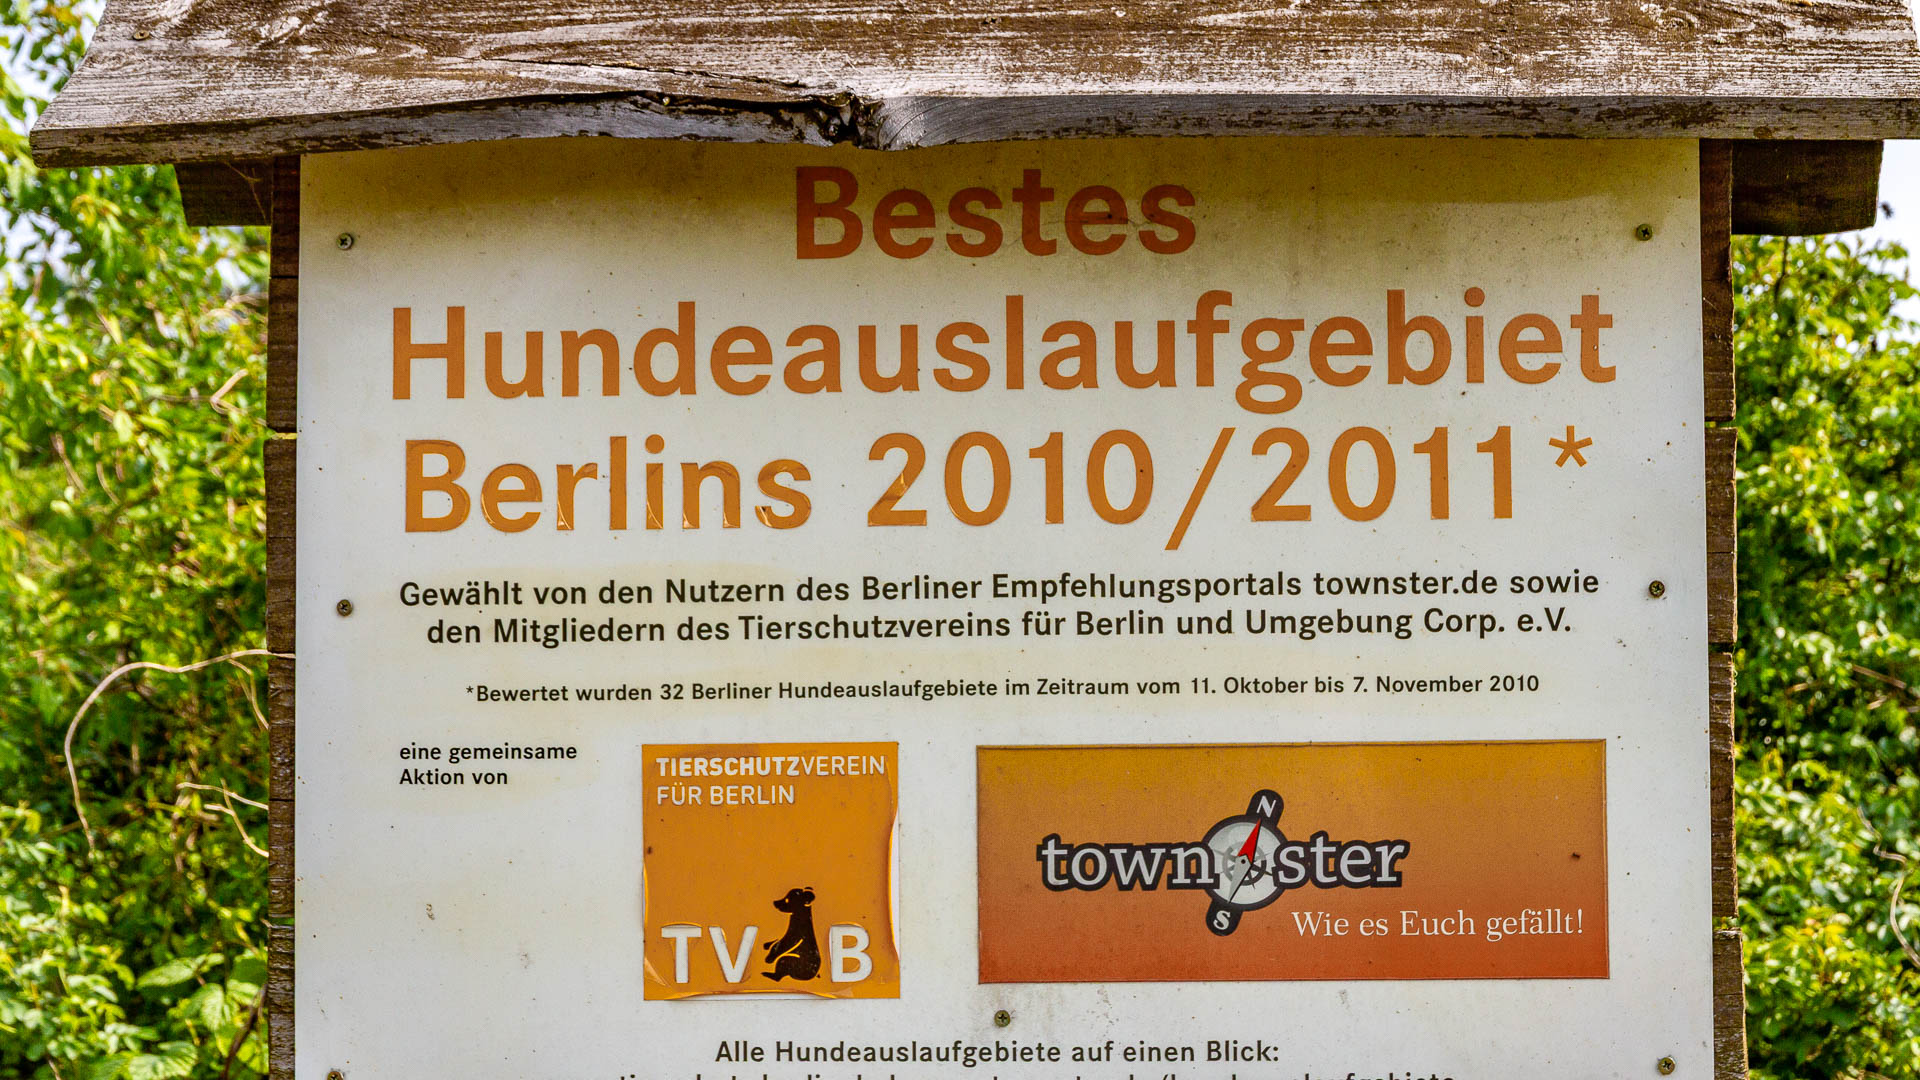 Bestes
Hundeauslaufgebiet
Berlins 2010/2011*
Gewählt von den Nutzern des Berliner Empfehlungsportals townster.de sowie
den Mitgliedern des Tierschutzvereins für Berlin und Umgebung Corp. e.V.
*Bewertet wurden 32 Berliner Hundeauslaufgebiete im Zeitraum vom 11. Oktober bis 7. November 2010
eine gemeinsame
Aktion von
TIERSCHUTZVEREIN
FÜR BERLIN
TVB
N
townster
S
Wie es Euch gefällt!
Alle Hundeauslaufgebiete auf einen Blick: